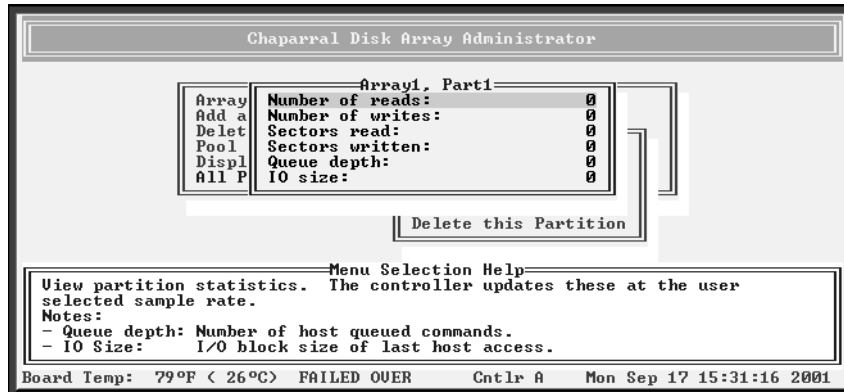 Chaparral Disk Array Administrator
Array1, Part1
Array
Number of reads: 0
Add a
Number of writes: 0
Delet
Sectors read: 0
Pool
Sectors written: 0
Displ
Queue depth: 0
All P
IO size: 0
Delete this Partition
Menu Selection Help
View partition statistics. The controller updates these at the user
selected sample rate.
Notes:
- Queue depth: Number of host queued commands.
- IO Size: I/O block size of last host access.
Board Temp: 79°F ( 26°C) FAILED OVER Cntlr A Mon Sep 17 15:31:16 2001